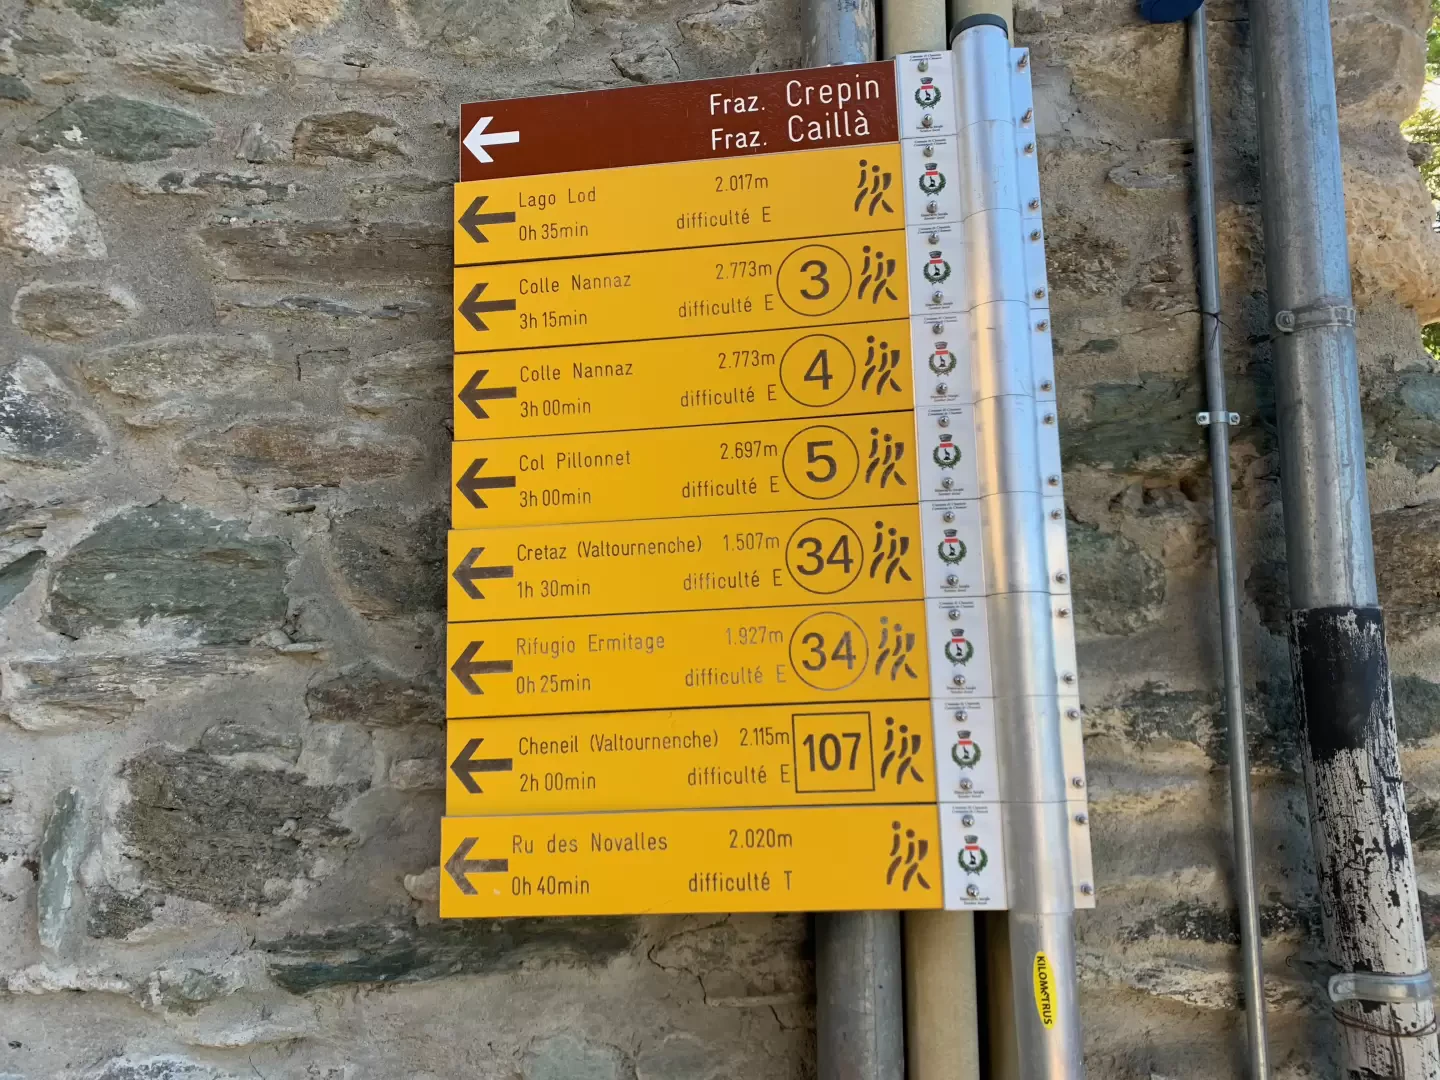 Fraz. Crepin
Fraz. Caillà
Lago Lod 2.017m
0h 35min difficulté E
Colle Nannaz 2.773m 3
3h 15min difficulté E
Colle Nannaz 2.773m 4
3h 00min difficulté E
Col Pillonnet 2.697m 5
3h 00min difficulté E
Cretaz (Valtournenche) 1.507m 34
1h 30min difficulté E
Rifugio Ermitage 1.927m 34
0h 25min difficulté E
Cheneil (Valtournenche) 2.115m 107
2h 00min difficulté E
Ru des Novalles 2.020m
0h 40min difficulté T
KILOMETRUS